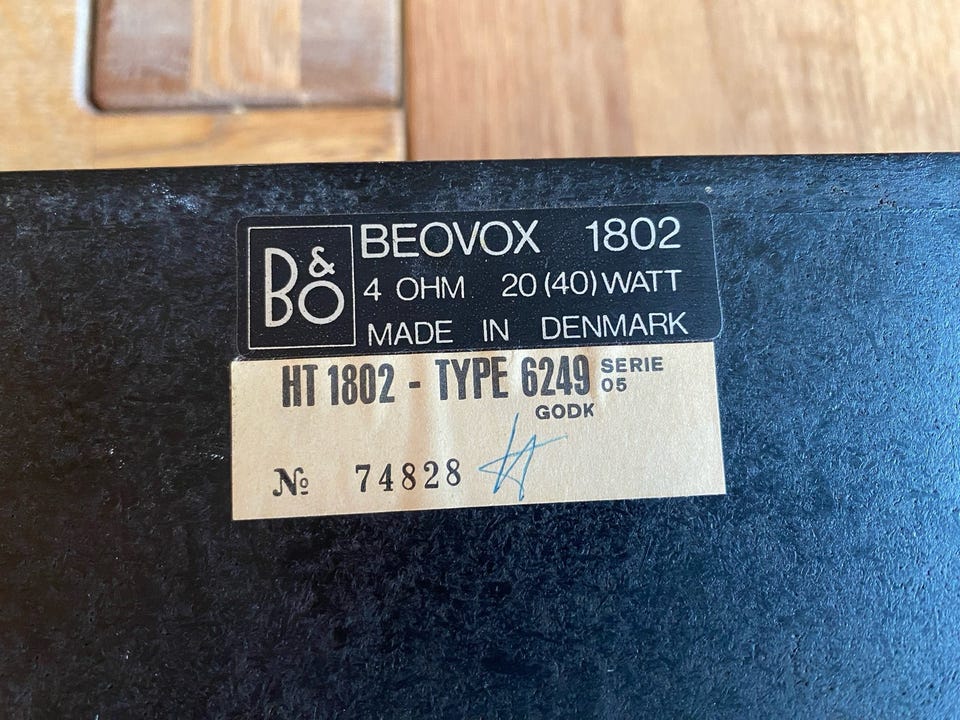 B&O
BEOVOX 1802
4 OHM 20 (40) WATT
MADE IN DENMARK
HT 1802 - TYPE 6249 SERIE 05
GODK
№ 74828